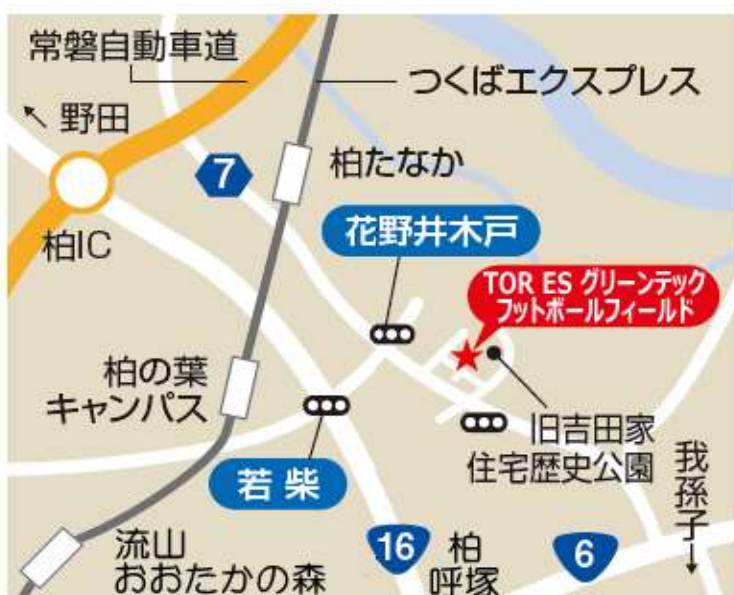 常磐自動車道
つくばエクスプレス
野田
7
柏たなか
花野井木戸
柏IC
TOR ES グリーンテック
フットボールフィールド
柏の葉
キャンパス
旧吉田家
住宅歴史公園
若柴
我孫子
流山
おおたかの森
16
柏
呼塚
6